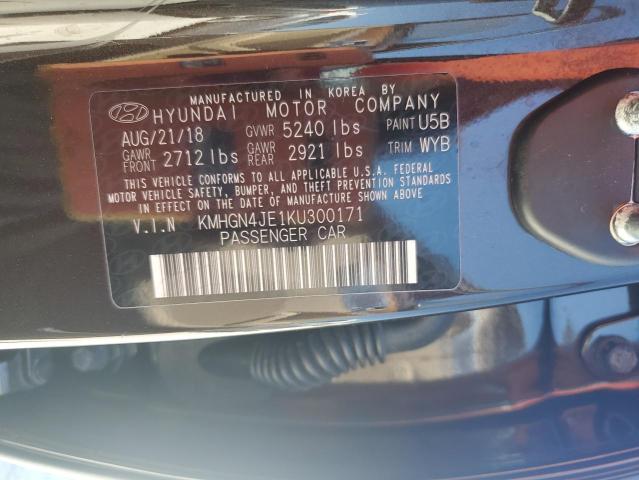 MANUFACTURED IN KOREA BY
HYUNDAI MOTOR COMPANY
AUG/21/18 GVWR 5240 lbs PAINT U5B
GAWR FRONT 2712 lbs GAWR REAR 2921 lbs TRIM WYB
THIS VEHICLE CONFORMS TO ALL APPLICABLE U.S.A. FEDERAL
MOTOR VEHICLE SAFETY, BUMPER, AND THEFT PREVENTION STANDARDS
IN EFFECT ON THE DATE OF MANUFACTURE SHOWN ABOVE.
V.I.N KMHGN4JE1KU300171
PASSENGER CAR